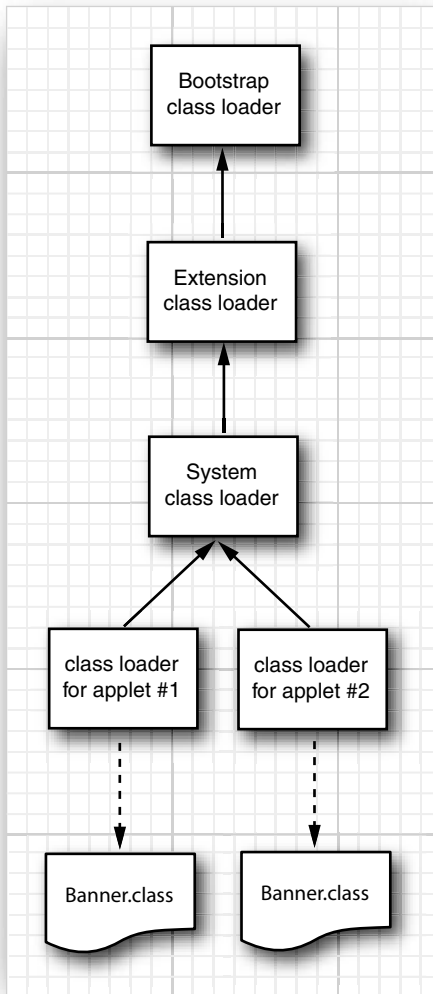 Bootstrap
class loader
Extension
class loader
System
class loader
class loader
for applet #1
class loader
for applet #2
Banner.class
Banner.class